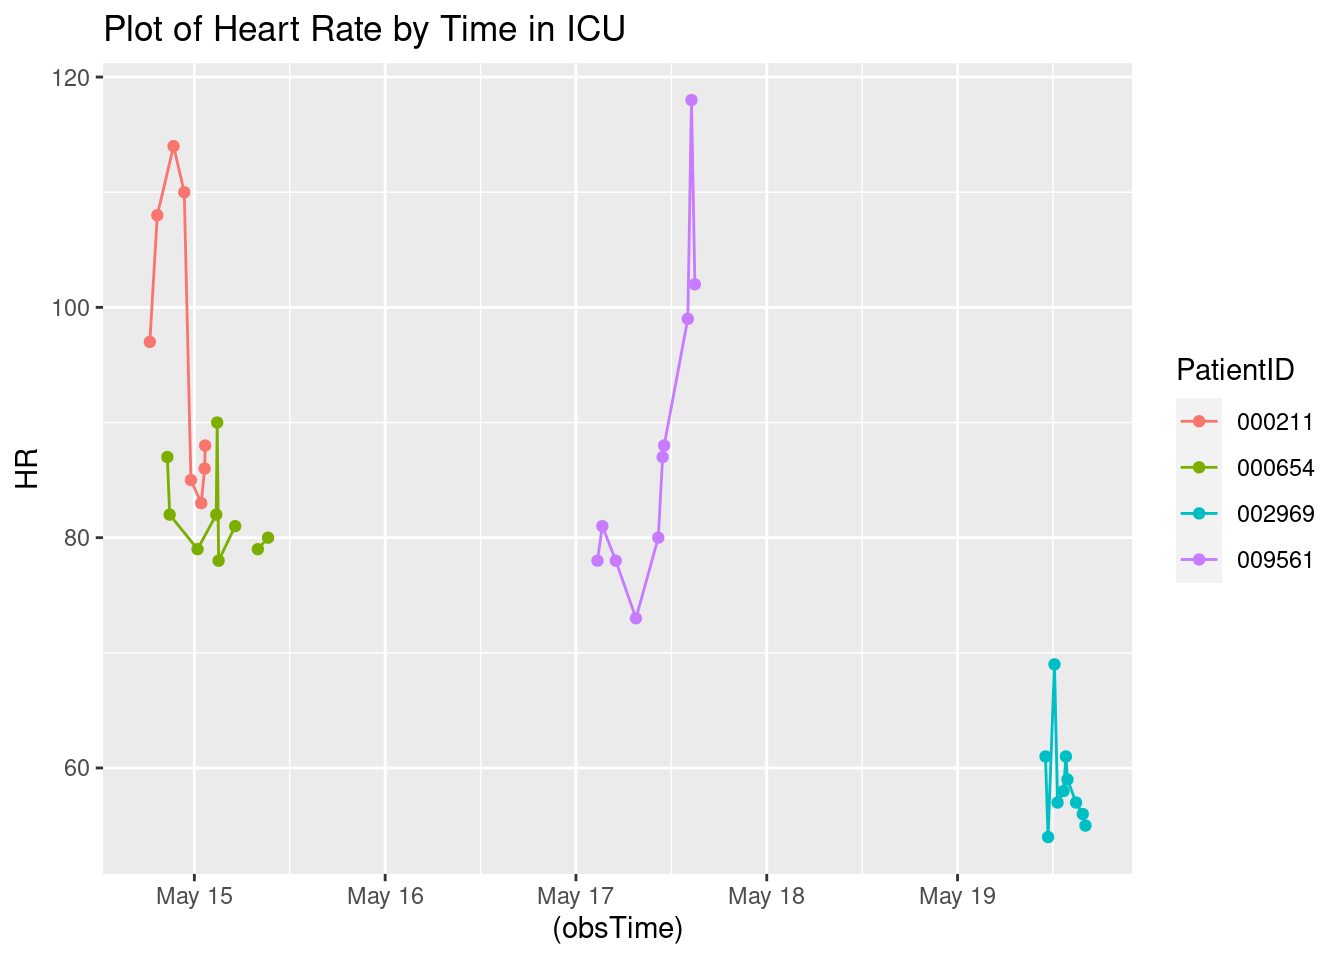 Plot of Heart Rate by Time in ICU
120
100
80
60
HR
May 15
May 16
May 17
May 18
May 19
(obsTime)
PatientID
000211
000654
002969
009561